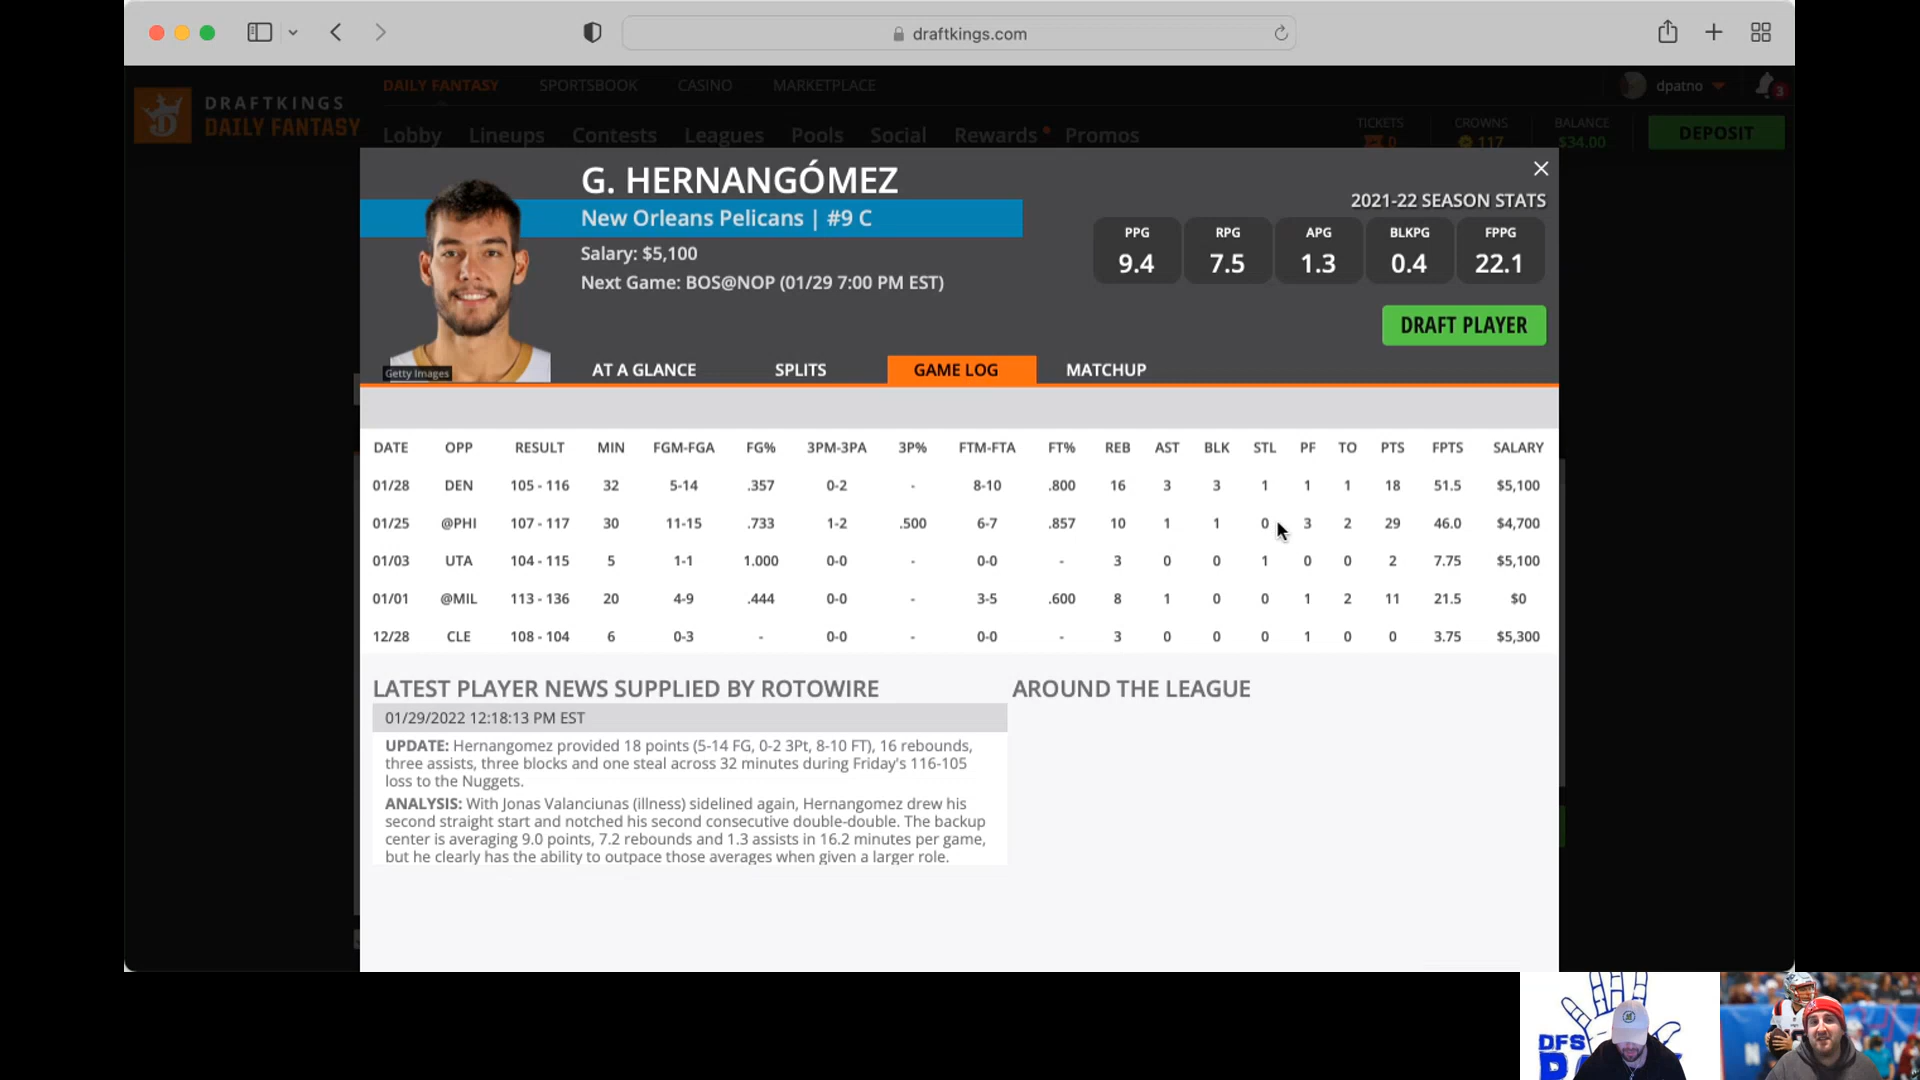 draftkings.com
DRAFTKINGS
DAILY FANTASY
DAILY FANTASY SPORTSBOOK CASINO MARKETPLACE
dpatno 3
Lobby Lineups Contests Leagues Pools Social Rewards Promos
TICKETS CROWNS BALANCE
0 117 $34.00
DEPOSIT
G. HERNANGÓMEZ
New Orleans Pelicans | #9 C
Salary: $5,100
Next Game: BOS@NOP (01/29 7:00 PM EST)
2021-22 SEASON STATS
PPG RPG APG BLKPG FPPG
9.4 7.5 1.3 0.4 22.1
DRAFT PLAYER
Getty Images
AT A GLANCE SPLITS GAME LOG MATCHUP
DATE OPP RESULT MIN FGM-FGA FG% 3PM-3PA 3P% FTM-FTA FT% REB AST BLK STL PF TO PTS FPTS SALARY
01/28 DEN 105 - 116 32 5-14 .357 0-2 - 8-10 .800 16 3 3 1 1 1 18 51.5 $5,100
01/25 @PHI 107 - 117 30 11-15 .733 1-2 .500 6-7 .857 10 1 1 0 3 2 29 46.0 $4,700
01/03 UTA 104 - 115 5 1-1 1.000 0-0 - 0-0 - 3 0 0 1 0 0 2 7.75 $5,100
01/01 @MIL 113 - 136 20 4-9 .444 0-0 - 3-5 .600 8 1 0 0 1 2 11 21.5 $0
12/28 CLE 108 - 104 6 0-3 - 0-0 - 0-0 - 3 0 0 0 1 0 0 3.75 $5,300
LATEST PLAYER NEWS SUPPLIED BY ROTOWIRE
01/29/2022 12:18:13 PM EST
UPDATE: Hernangomez provided 18 points (5-14 FG, 0-2 3Pt, 8-10 FT), 16 rebounds,
three assists, three blocks and one steal across 32 minutes during Friday's 116-105
loss to the Nuggets.
ANALYSIS: With Jonas Valanciunas (illness) sidelined again, Hernangomez drew his
second straight start and notched his second consecutive double-double. The backup
center is averaging 9.0 points, 7.2 rebounds and 1.3 assists in 16.2 minutes per game,
but he clearly has the ability to outpace those averages when given a larger role.
AROUND THE LEAGUE
DFS